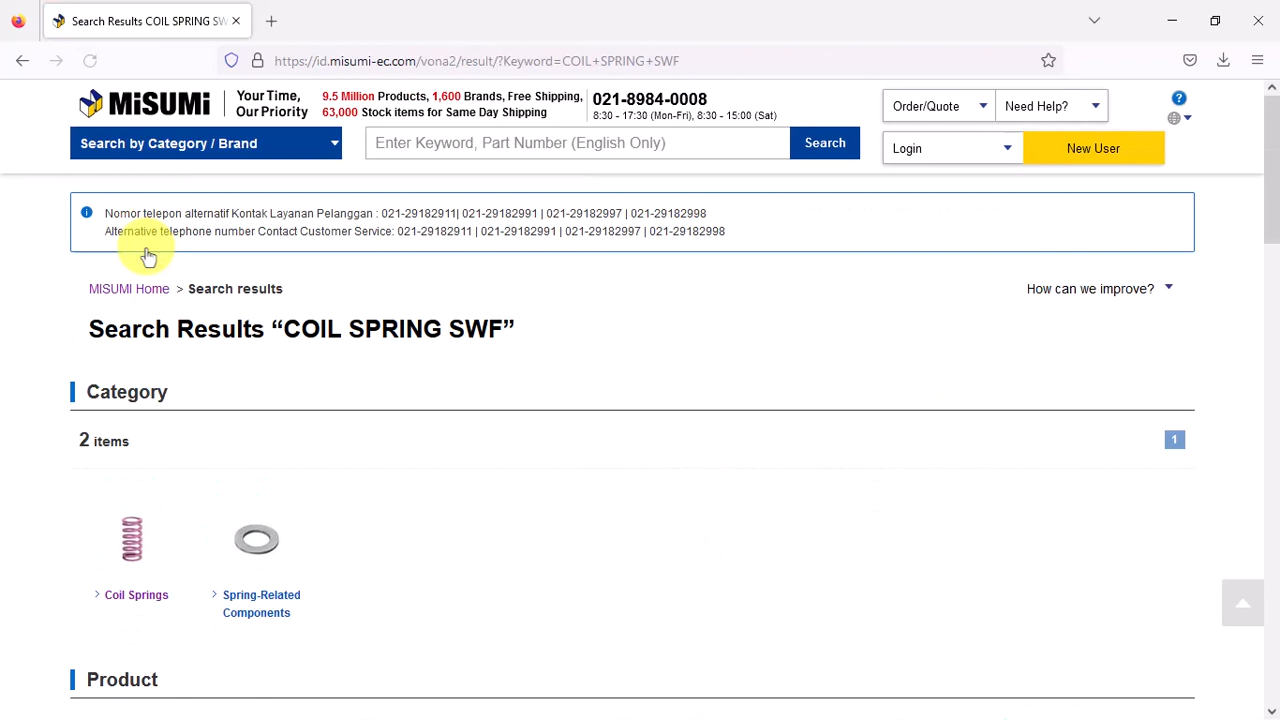 Search Results COIL SPRING SW
https://id.misumi-ec.com/vona2/result/?Keyword=COIL+SPRING+SWF
MiSUMi
Your Time,
Our Priority
9.5 Million Products, 1,600 Brands, Free Shipping,
63,000 Stock items for Same Day Shipping
021-8984-0008
8:30 - 17:30 (Mon-Fri), 8:30 - 15:00 (Sat)
Order/Quote
Need Help?
Search by Category / Brand
Enter Keyword, Part Number (English Only)
Search
Login
New User
Nomor telepon alternatif Kontak Layanan Pelanggan : 021-29182911| 021-29182991 | 021-29182997 | 021-29182998
Alternative telephone number Contact Customer Service: 021-29182911 | 021-29182991 | 021-29182997 | 021-29182998
MISUMI Home > Search results
How can we improve?
Search Results “COIL SPRING SWF”
Category
2 items
1
Coil Springs
Spring-Related
Components
Product